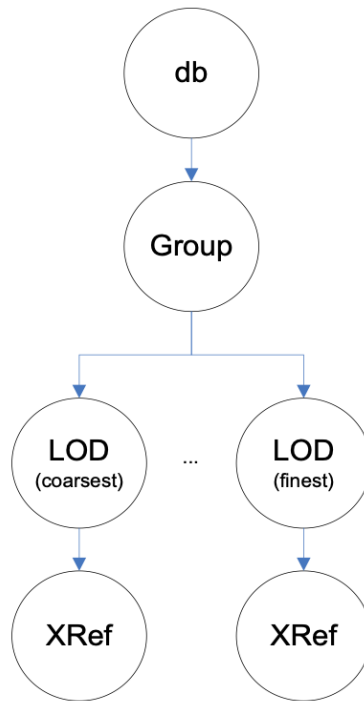 db
Group
LOD
(coarsest)
...
LOD
(finest)
XRef
XRef